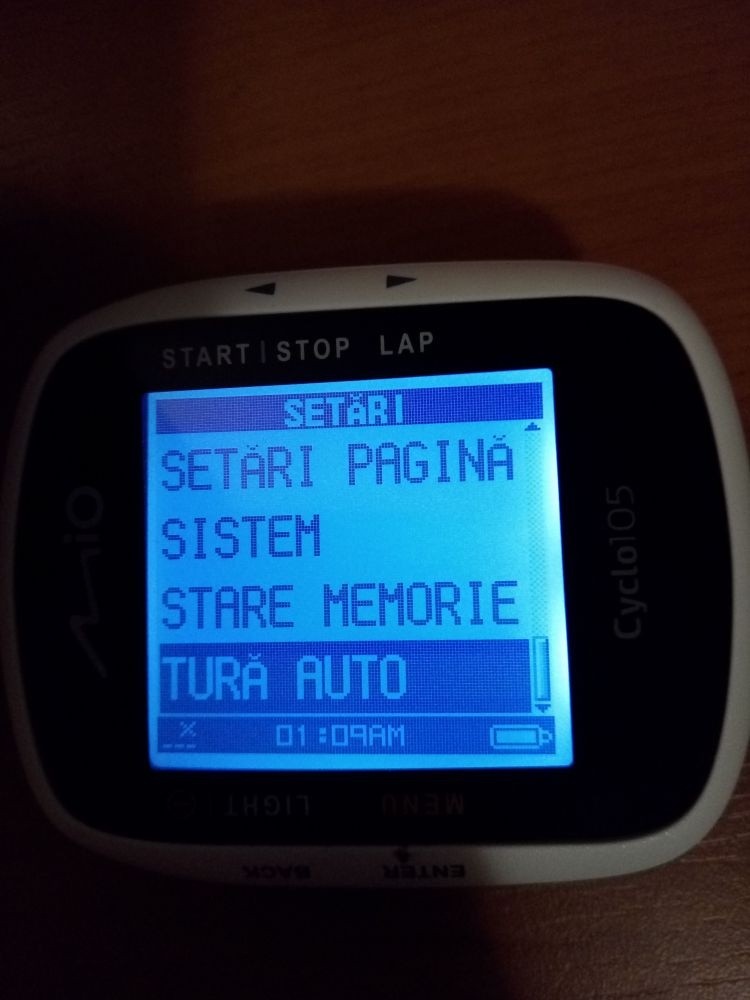 START | STOP LAP
SETĂRI
SETĂRI PAGINĂ
SISTEM
STARE MEMORIE
TURĂ AUTO
01:09AM
MIO
Cyclo105
LIGHT
MENU
BACK
ENTER